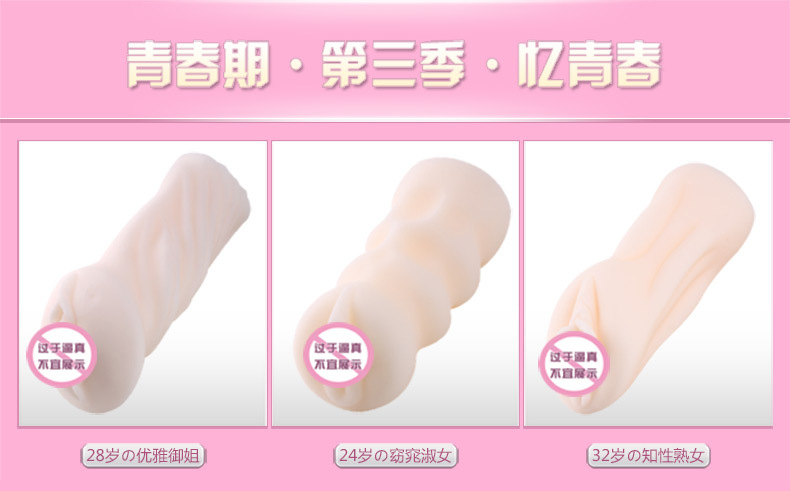 青春期·第三季·忆青春
过于逼真
不宜展示
过于逼真
不宜展示
过于逼真
不宜展示
28岁の优雅御姐
24岁の窈窕淑女
32岁の知性熟女